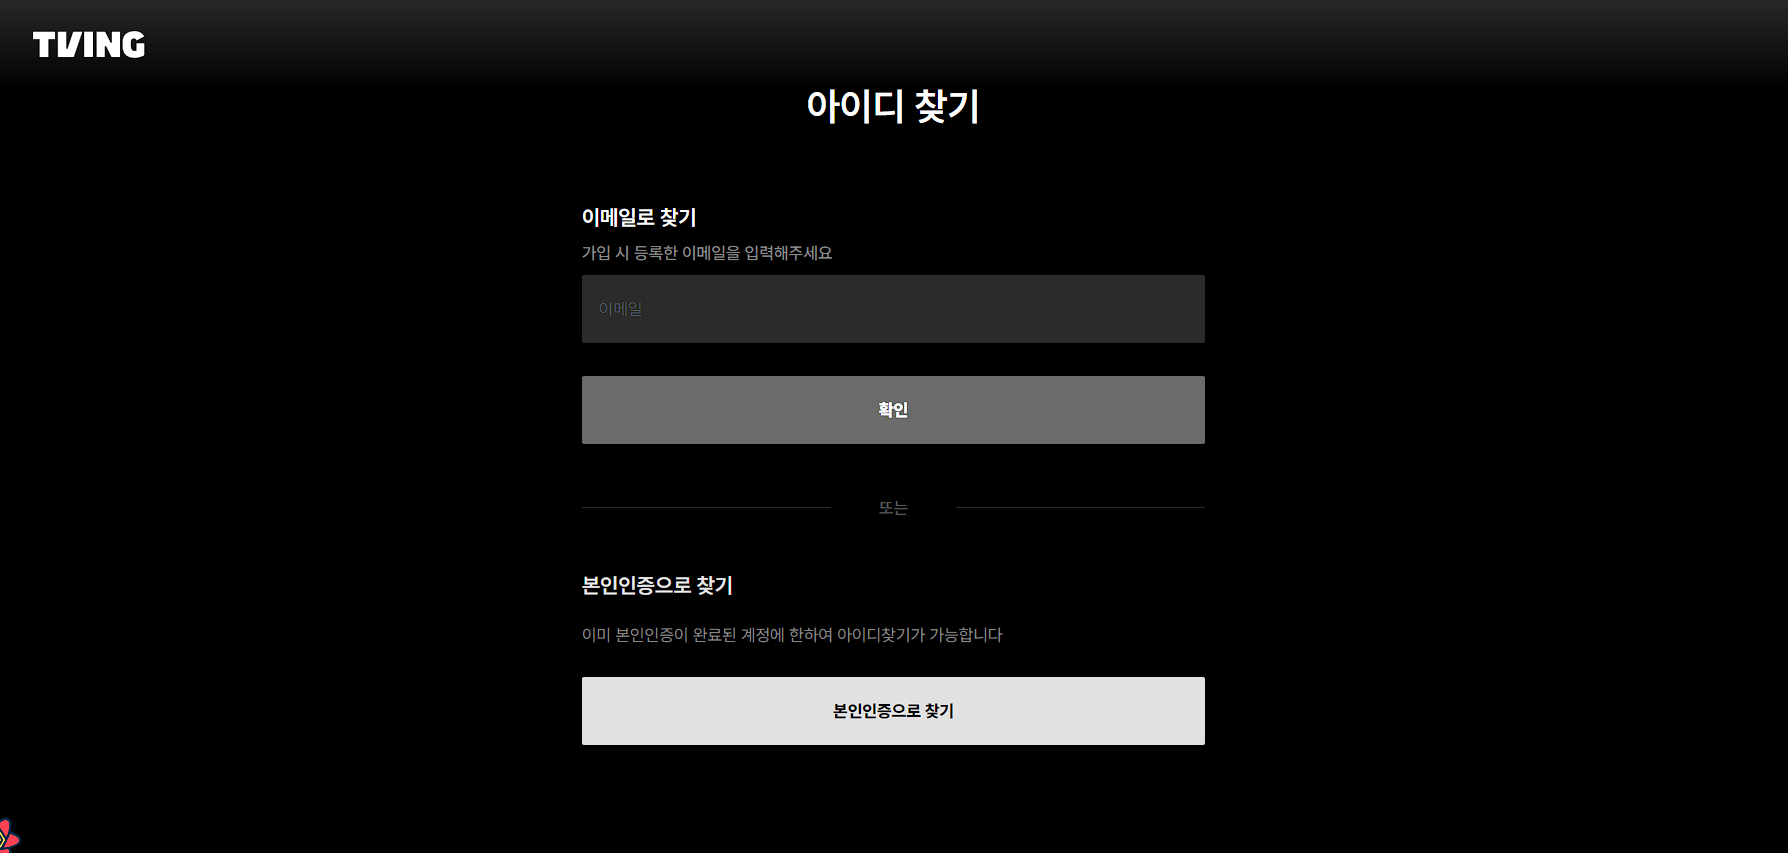 TVING
아이디 찾기
이메일로 찾기
가입 시 등록한 이메일을 입력해주세요
이메일
확인
또는
본인인증으로 찾기
이미 본인인증이 완료된 계정에 한하여 아이디찾기가 가능합니다
본인인증으로 찾기